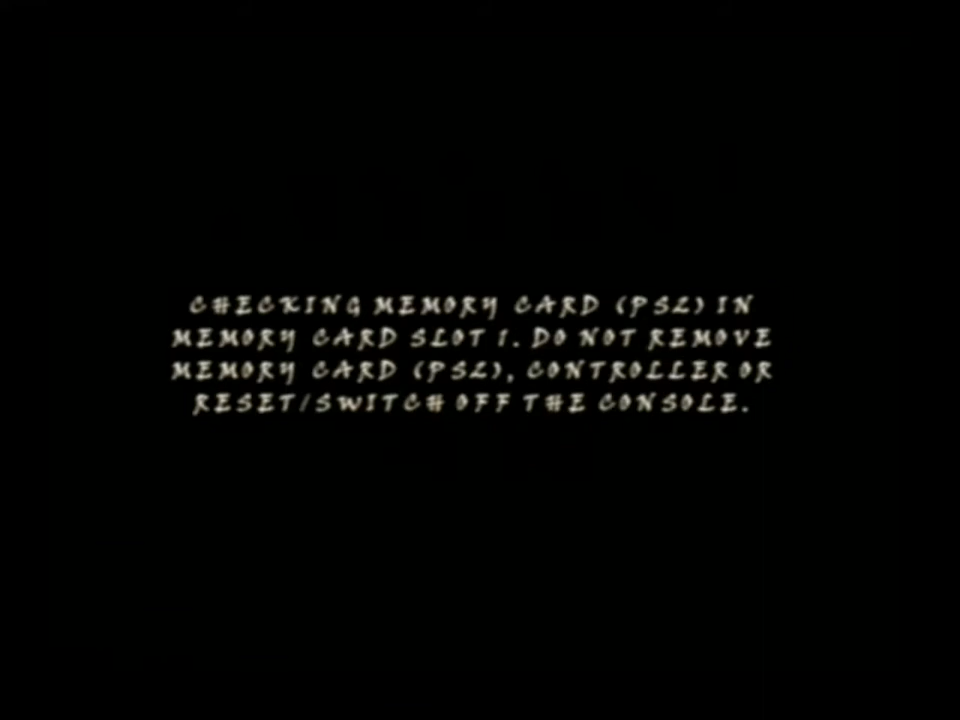 CHECKING MEMORY CARD (PS2) IN
MEMORY CARD SLOT 1. DO NOT REMOVE
MEMORY CARD (PS2), CONTROLLER OR
RESET/SWITCH OFF THE CONSOLE.